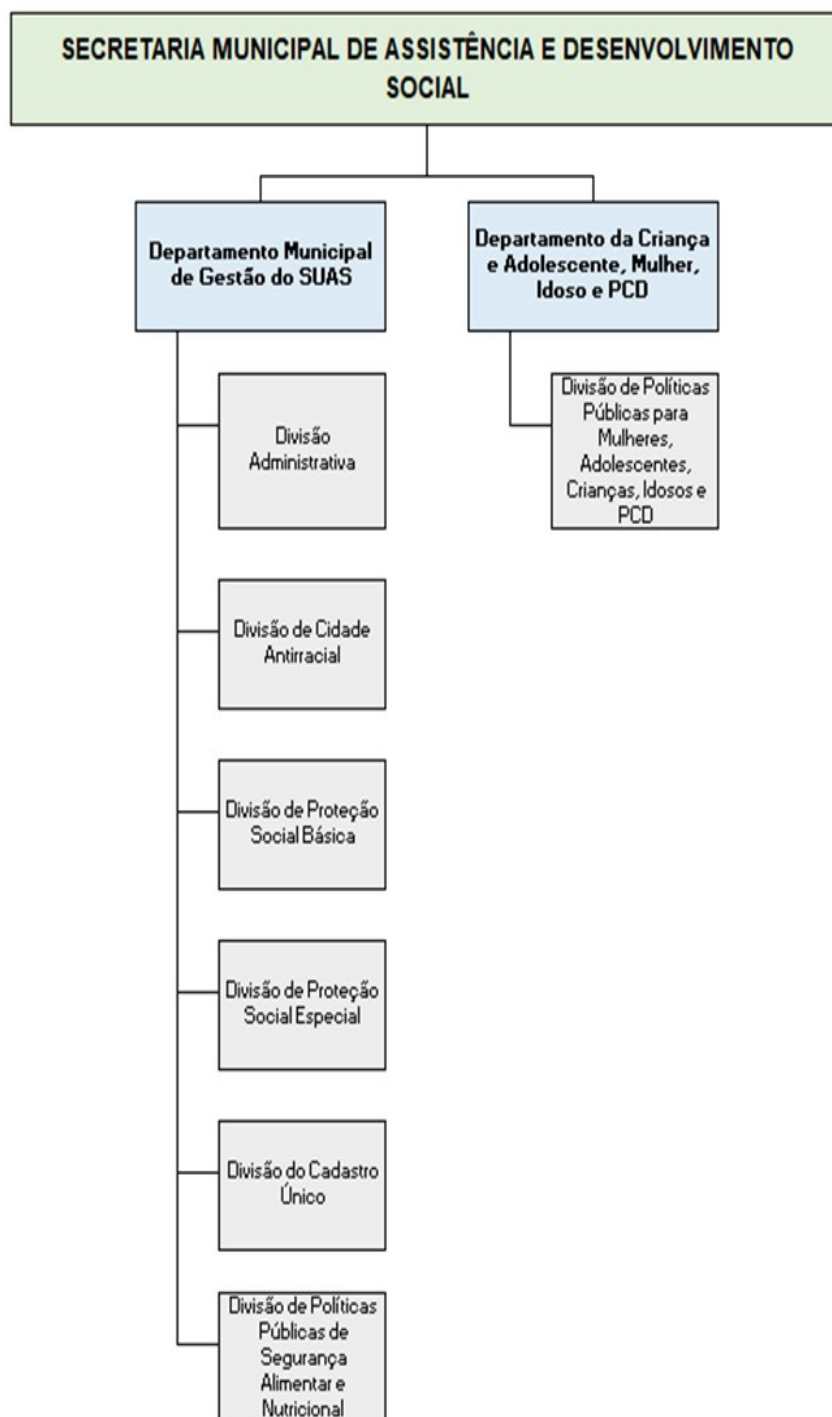 SECRETARIA MUNICIPAL DE ASSISTÊNCIA E DESENVOLVIMENTO
SOCIAL
Departamento Municipal
de Gestão do SUAS
Departamento da Criança
e Adolescente, Mulher,
Idoso e PCD
Divisão
Administrativa
Divisão de Políticas
Públicas para
Mulheres,
Adolescentes,
Crianças, Idosos e
PCD
Divisão de Cidade
Antirracial
Divisão de Proteção
Social Básica
Divisão de Proteção
Social Especial
Divisão do Cadastro
Único
Divisão de Políticas
Públicas de
Segurança
Alimentar e
Nutricional